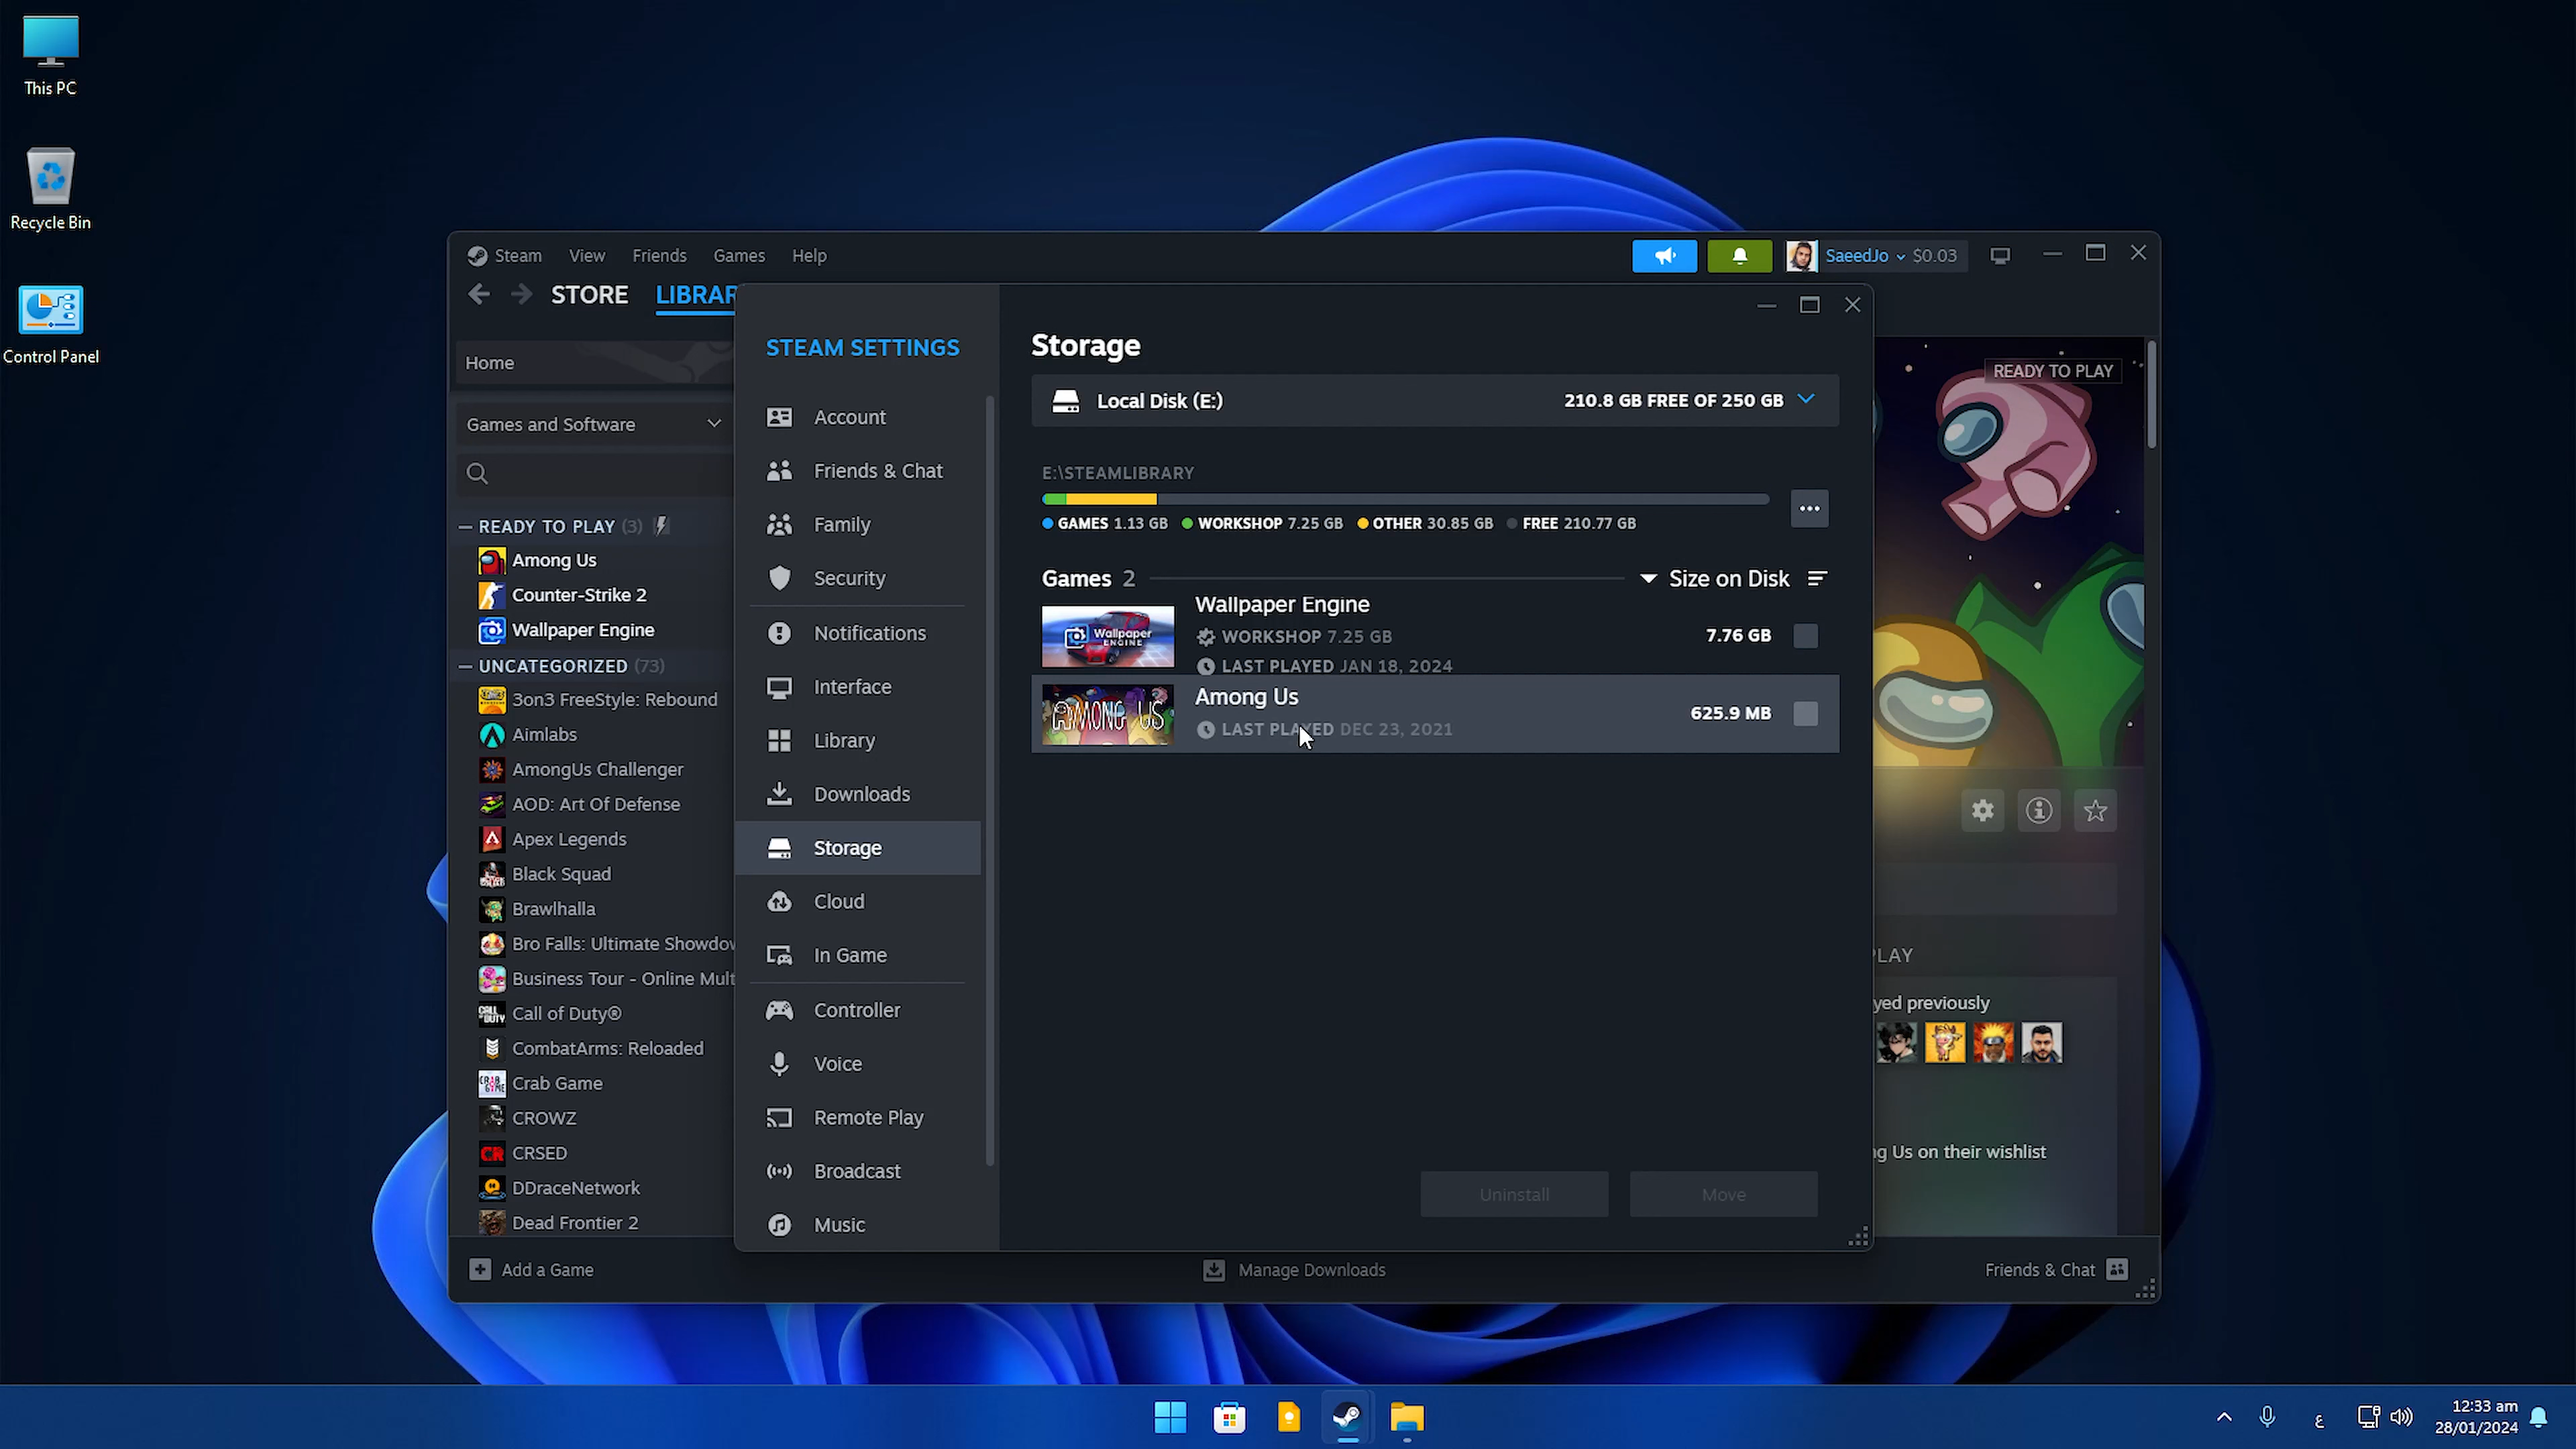 This PC
Recycle Bin
Control Panel
Steam View Friends Games Help
SaeedJo $0.03
STORE LIBRAR
Home
Games and Software
READY TO PLAY (3)
Among Us
Counter-Strike 2
Wallpaper Engine
UNCATEGORIZED (73)
3on3 FreeStyle: Rebound
Aimlabs
AmongUs Challenger
AOD: Art Of Defense
Apex Legends
Black Squad
Brawlhalla
Bro Falls: Ultimate Showdow
Business Tour - Online Mult
Call of Duty®
CombatArms: Reloaded
Crab Game
CROWZ
CRSED
DDraceNetwork
Dead Frontier 2
Add a Game
STEAM SETTINGS
Account
Friends & Chat
Family
Security
Notifications
Interface
Library
Downloads
Storage
Cloud
In Game
Controller
Voice
Remote Play
Broadcast
Music
Storage
Local Disk (E:) 210.8 GB FREE OF 250 GB
E:\STEAMLIBRARY
GAMES 1.13 GB WORKSHOP 7.25 GB OTHER 30.85 GB FREE 210.77 GB
Games 2 Size on Disk
Wallpaper Engine
WORKSHOP 7.25 GB
LAST PLAYED JAN 18, 2024
7.76 GB
Wallpaper
ENGINE
Among Us
LAST PLAYED DEC 23, 2021
625.9 MB
AMONG US
Uninstall Move
READY TO PLAY
LAY
yed previously
ng Us on their wishlist
Manage Downloads
Friends & Chat
ع
12:33 am
28/01/2024